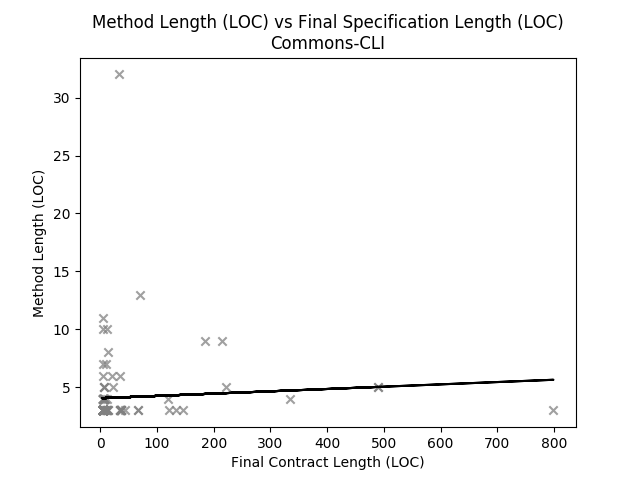 Method Length (LOC) vs Final Specification Length (LOC)
Commons-CLI
Method Length (LOC)
30
25
20
15
10
5
0 100 200 300 400 500 600 700 800
Final Contract Length (LOC)